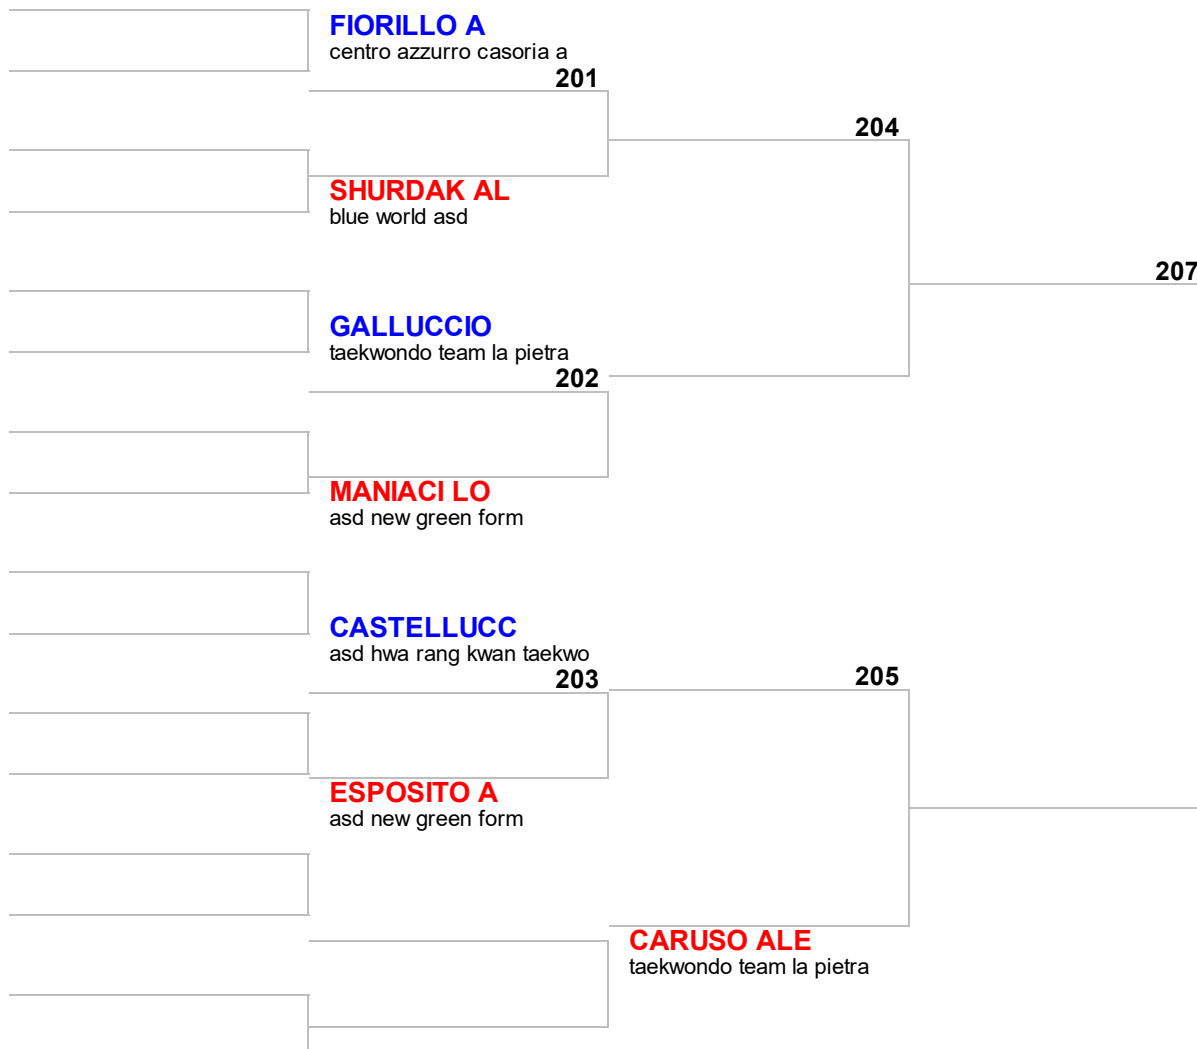 FIORILLO A
centro azzurro casoria a
201
204
SHURDAK AL
blue world asd
207
GALLUCCIO
taekwondo team la pietra
202
MANIACI LO
asd new green form
CASTELLUCC
asd hwa rang kwan taekwo
203
205
ESPOSITO A
asd new green form
CARUSO ALE
taekwondo team la pietra